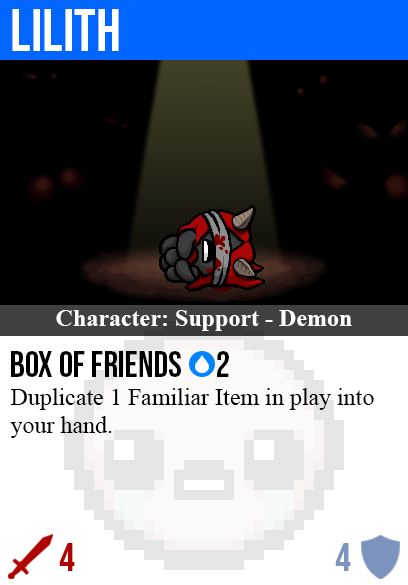 LILITH
Character: Support - Demon
BOX OF FRIENDS 2
Duplicate 1 Familiar Item in play into
your hand.
4 4